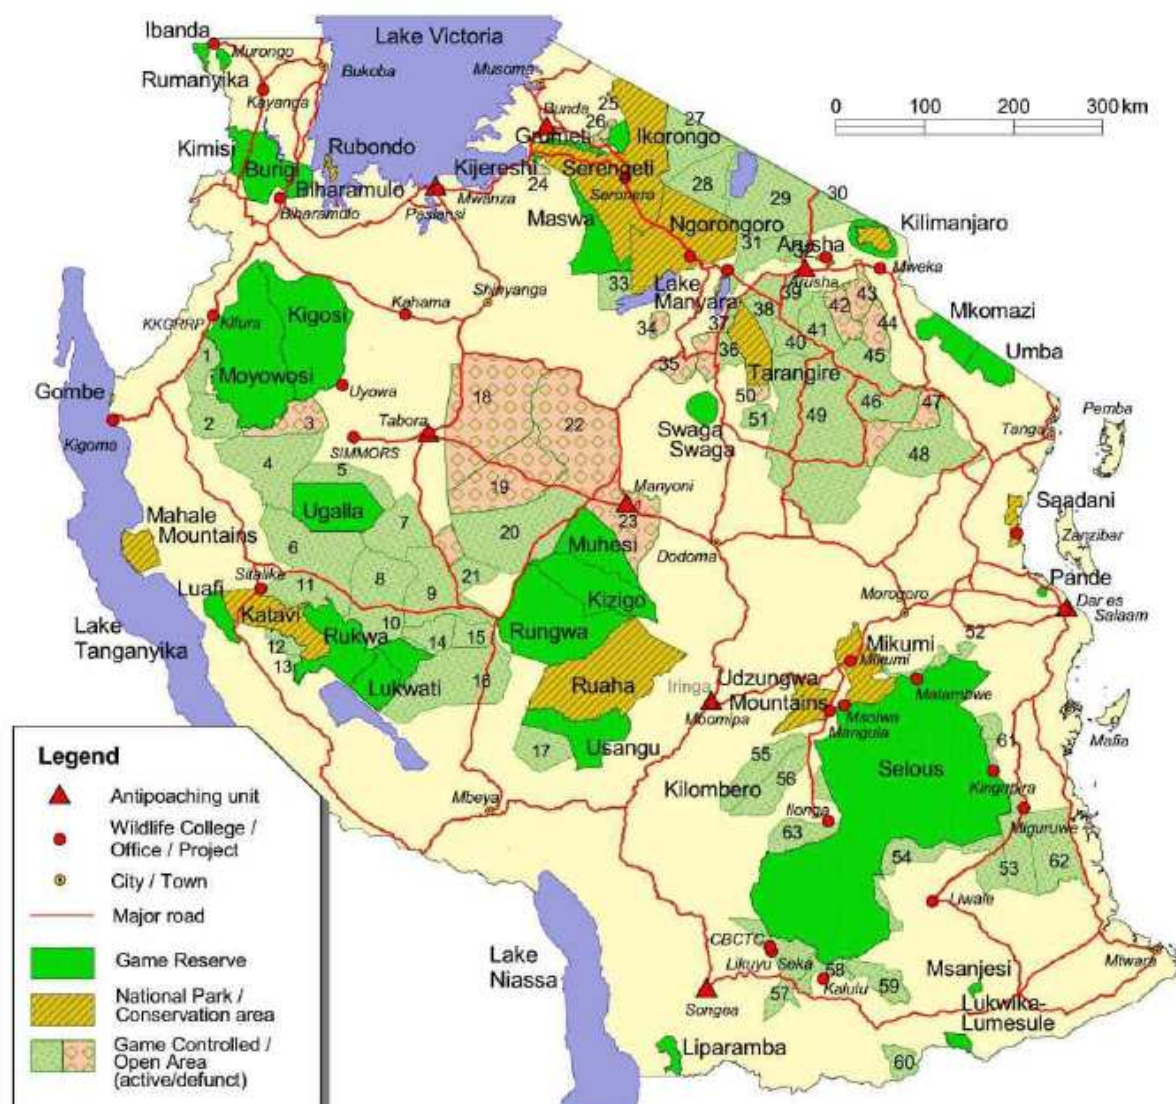 Ibanda
Lake Victoria
Murongo
Rumanyika
Bukoba
Musoma
Kayanga
Bunda
25
26
27
0 100 200 300 km
Grumeti
Ikorongo
Kimisi
Rubondo
Burigi
Kijereshi
Serengeti
Biharamulo
24
28
29
30
Biharamulo
Pasiansi
Mwanza
Seronera
Maswa
Ngorongoro
Kilimanjaro
31
Arusha
32
Mweka
Lake
Manyara
Arusha
33
Shinyanga
Kahama
Kigosi
KKGRRP
Kifura
34
37
38
39
42
43
44
Mkomazi
Umba
1
Moyowosi
35
36
40
41
45
Gombe
Uyowa
18
Tarangire
2
3
Tabora
22
50
51
49
46
47
Pemba
Kigoma
SIMMORS
Swaga
Swaga
Tanga
4
5
19
Manyoni
48
Mahale
Mountains
Ugalla
7
20
23
Saadani
6
Muhesi
Dodoma
Zanzibar
Sitalike
8
21
Pande
Luafi
11
9
Kizigo
Morogoro
Dar es
Salaam
Katavi
10
Lake
Tanganyika
Rukwa
14
15
Rungwa
52
12
Mikumi
13
Mikumi
Lukwati
16
Ruaha
Iringa
Udzungwa
Mountains
Matambwe
Mbomipa
Msolwa
Mangula
Mafia
17
Usangu
55
61
Selous
56
Kilombero
Kingupira
Mbeya
Ilonga
Miguruwe
63
54
53
62
Liwale
CBCTC
Lake
Niassa
Likuyu Seka
58
Msanjesi
Mtwara
Songea
57
Kalulu
59
Lukwika-
Lumesule
Liparamba
60
Legend
Antipoaching unit
Wildlife College /
Office / Project
City / Town
Major road
Game Reserve
National Park /
Conservation area
Game Controlled /
Open Area
(active/defunct)